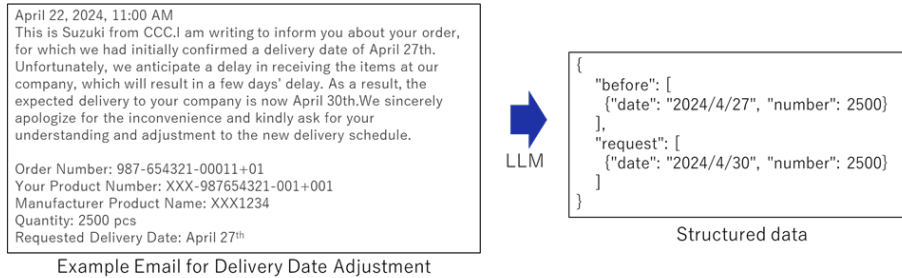 April 22, 2024, 11:00 AM
This is Suzuki from CCC.I am writing to inform you about your order,
for which we had initially confirmed a delivery date of April 27th.
Unfortunately, we anticipate a delay in receiving the items at our
company, which will result in a few days' delay. As a result, the
expected delivery to your company is now April 30th.We sincerely
apologize for the inconvenience and kindly ask for your
understanding and adjustment to the new delivery schedule.
Order Number: 987-654321-00011+01
Your Product Number: XXX-987654321-001+001
Manufacturer Product Name: XXX1234
Quantity: 2500 pcs
Requested Delivery Date: April 27th
Example Email for Delivery Date Adjustment
LLM
{
"before": [
{"date": "2024/4/27", "number": 2500}
],
"request": [
{"date": "2024/4/30", "number": 2500}
]
}
Structured data